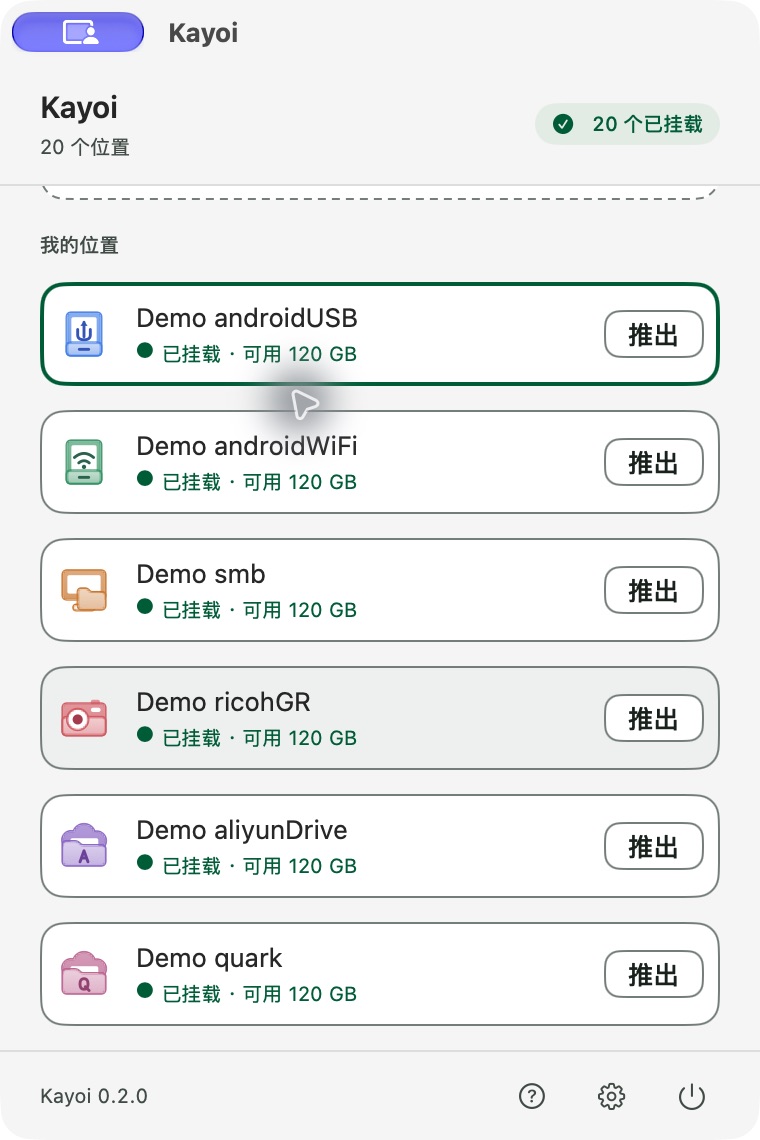 Kayoi
Kayoi
20 个位置
20 个已挂载
我的位置
Demo androidUSB
已挂载 · 可用 120 GB
推出
Demo androidWiFi
已挂载 · 可用 120 GB
推出
Demo smb
已挂载 · 可用 120 GB
推出
Demo ricohGR
已挂载 · 可用 120 GB
推出
A
Demo aliyunDrive
已挂载 · 可用 120 GB
推出
Q
Demo quark
已挂载 · 可用 120 GB
推出
Kayoi 0.2.0
?